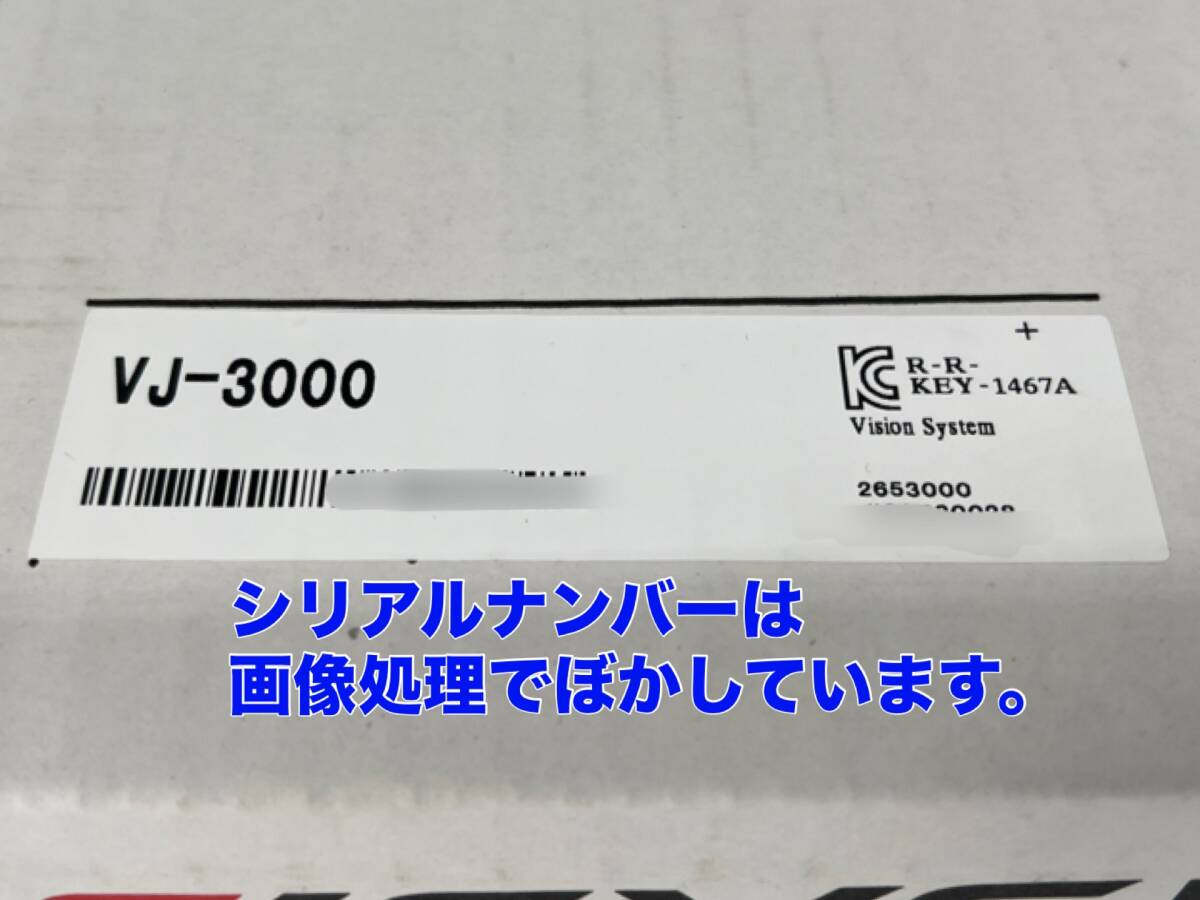 VJ-3000
R-R-
KEY-1467A
Vision System
2653000
シリアルナンバーは
画像処理でぼかしています。